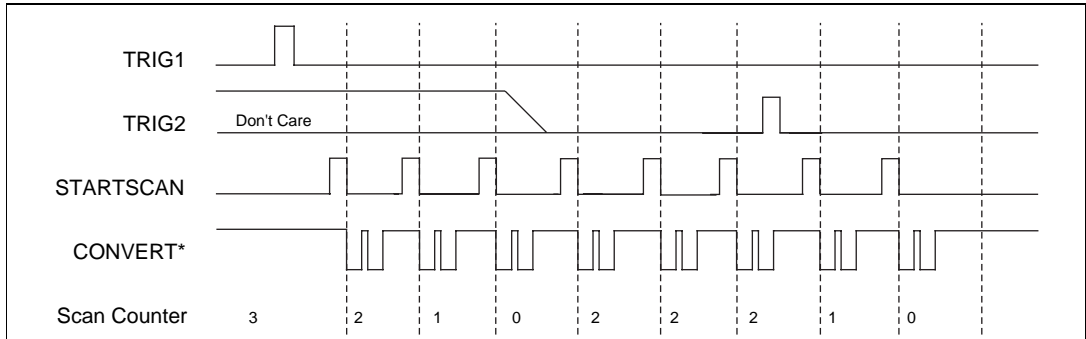 TRIG1
TRIG2 Don't Care
STARTSCAN
CONVERT*
Scan Counter 3 2 1 0 2 2 2 1 0